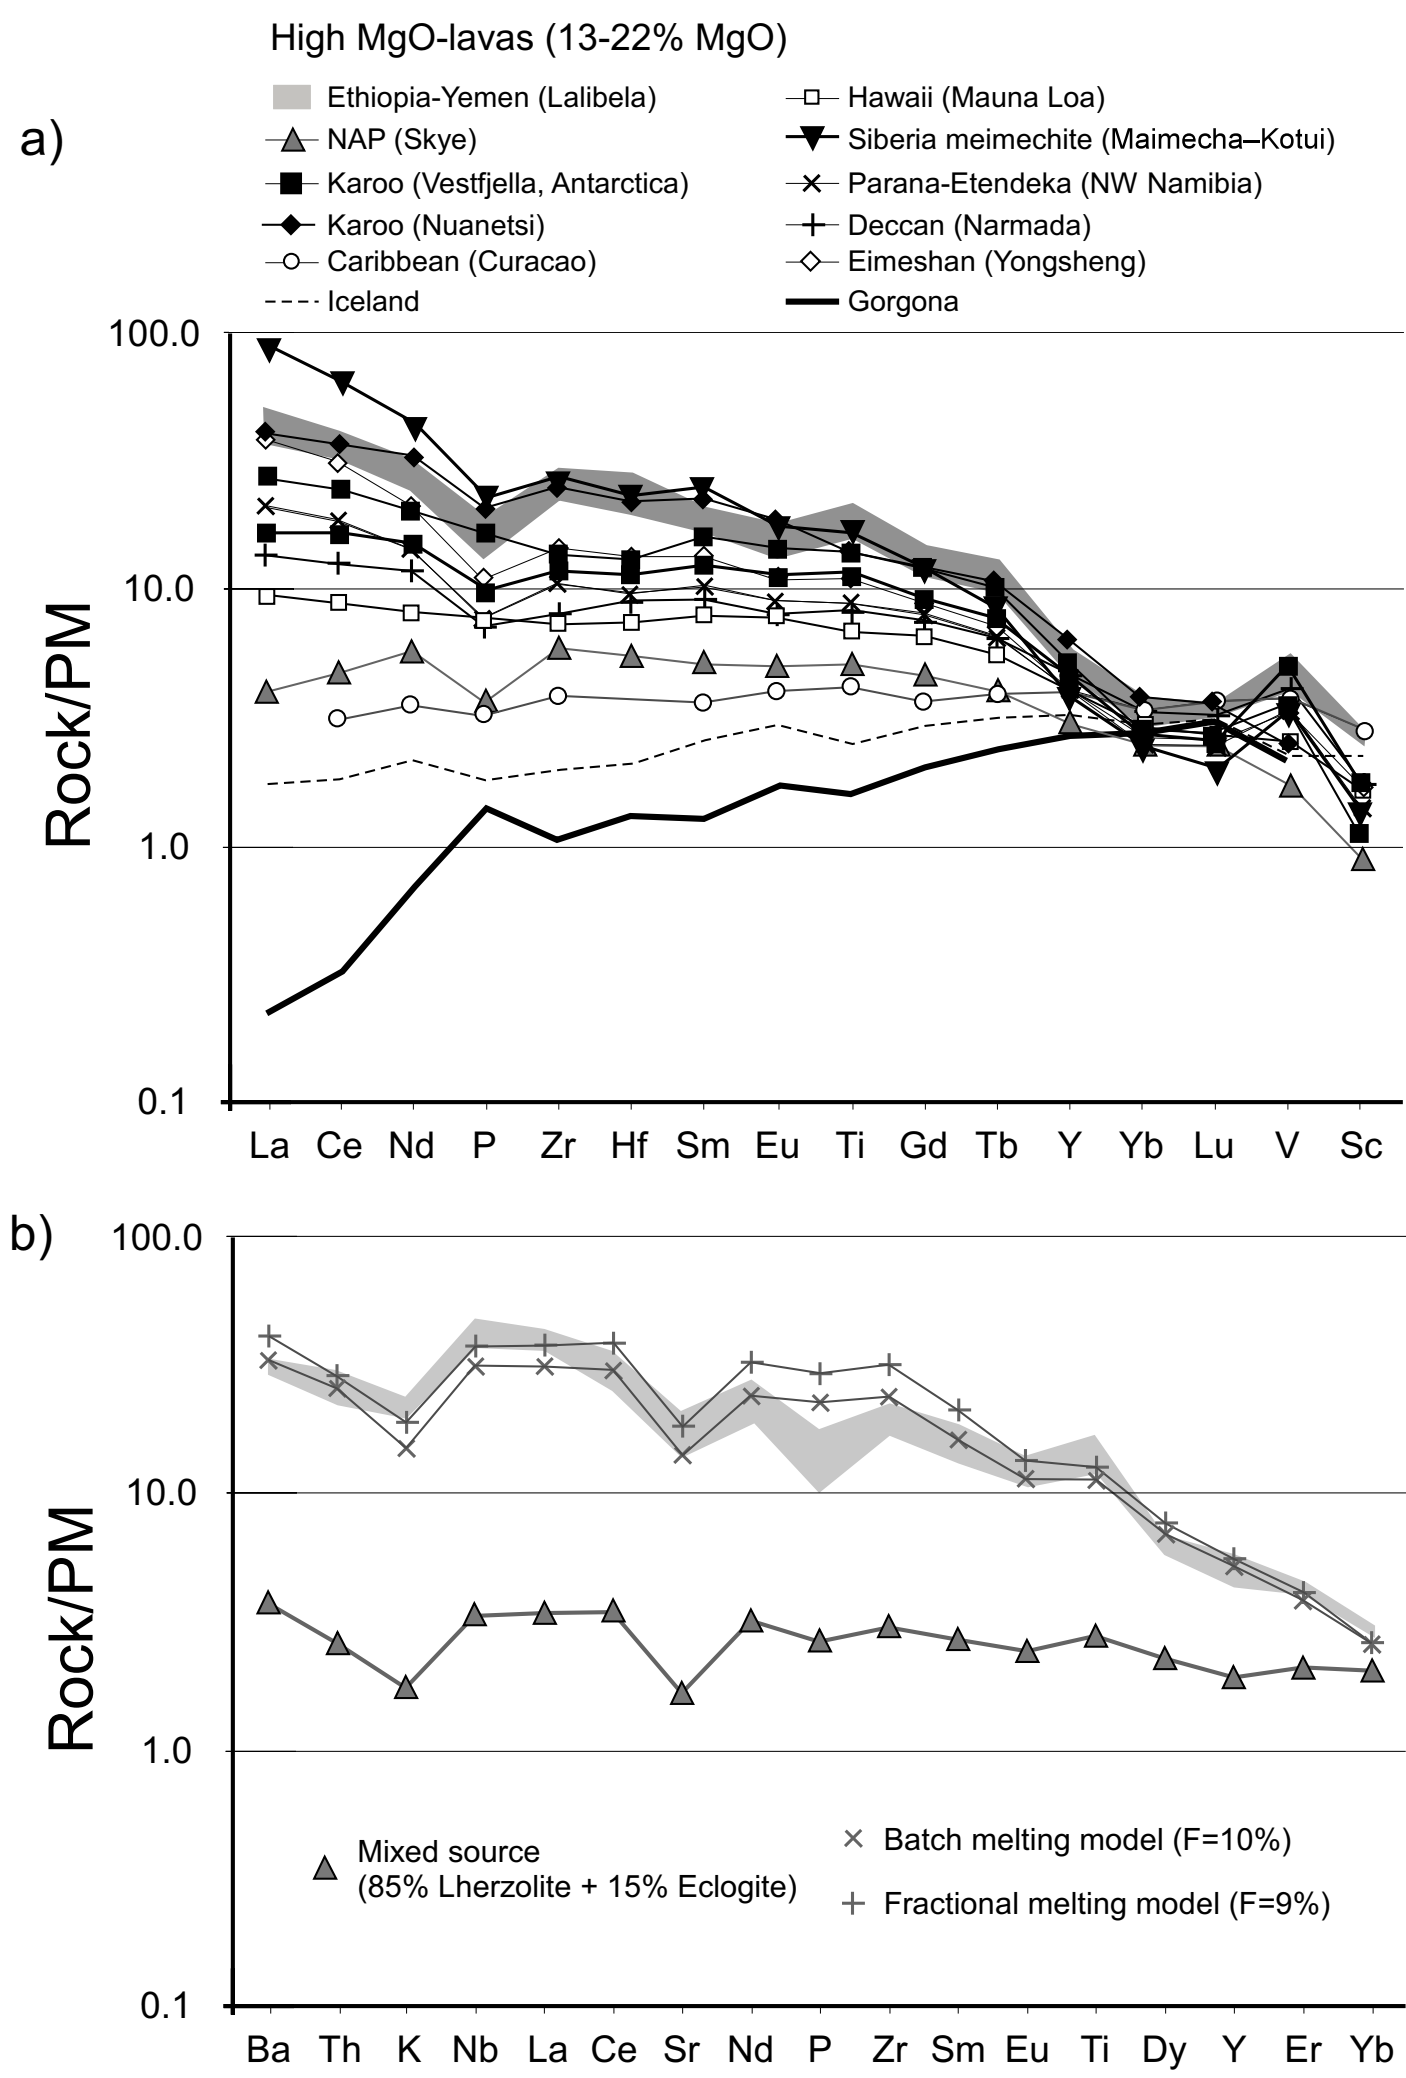 High MgO-lavas (13-22% MgO)
a)
Ethiopia-Yemen (Lalibela)
Hawaii (Mauna Loa)
NAP (Skye)
Siberia meimechite (Maimecha–Kotui)
Karoo (Vestfjella, Antarctica)
Parana-Etendeka (NW Namibia)
Karoo (Nuanetsi)
Deccan (Narmada)
Caribbean (Curacao)
Eimeshan (Yongsheng)
Iceland
Gorgona
100.0
10.0
1.0
0.1
Rock/PM
La Ce Nd P Zr Hf Sm Eu Ti Gd Tb Y Yb Lu V Sc
b)
100.0
10.0
1.0
0.1
Rock/PM
Mixed source
(85% Lherzolite + 15% Eclogite)
Batch melting model (F=10%)
Fractional melting model (F=9%)
Ba Th K Nb La Ce Sr Nd P Zr Sm Eu Ti Dy Y Er Yb